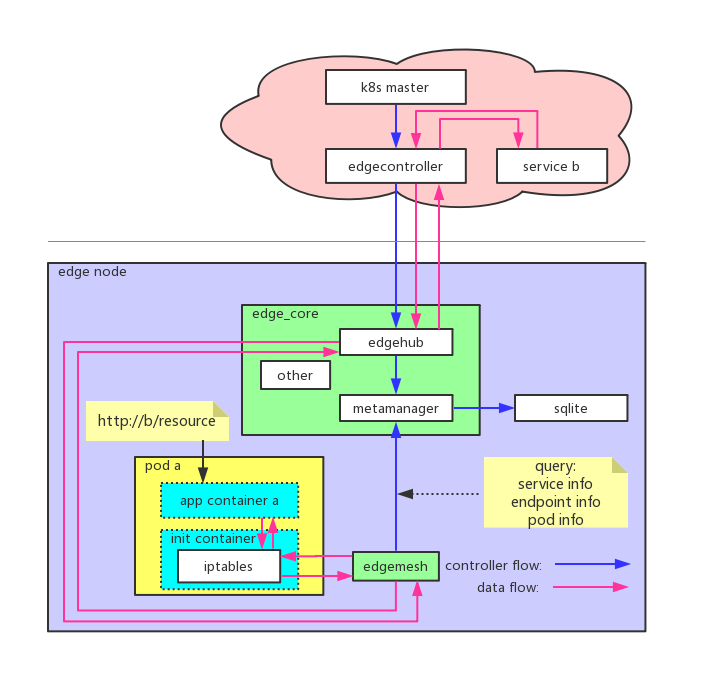 k8s master
edgecontroller
service b
edge node
edge_core
edgehub
other
metamanager
sqlite
http://b/resource
pod a
query:
service info
endpoint info
pod info
app container a
init container
iptables
edgemesh
controller flow:
data flow: